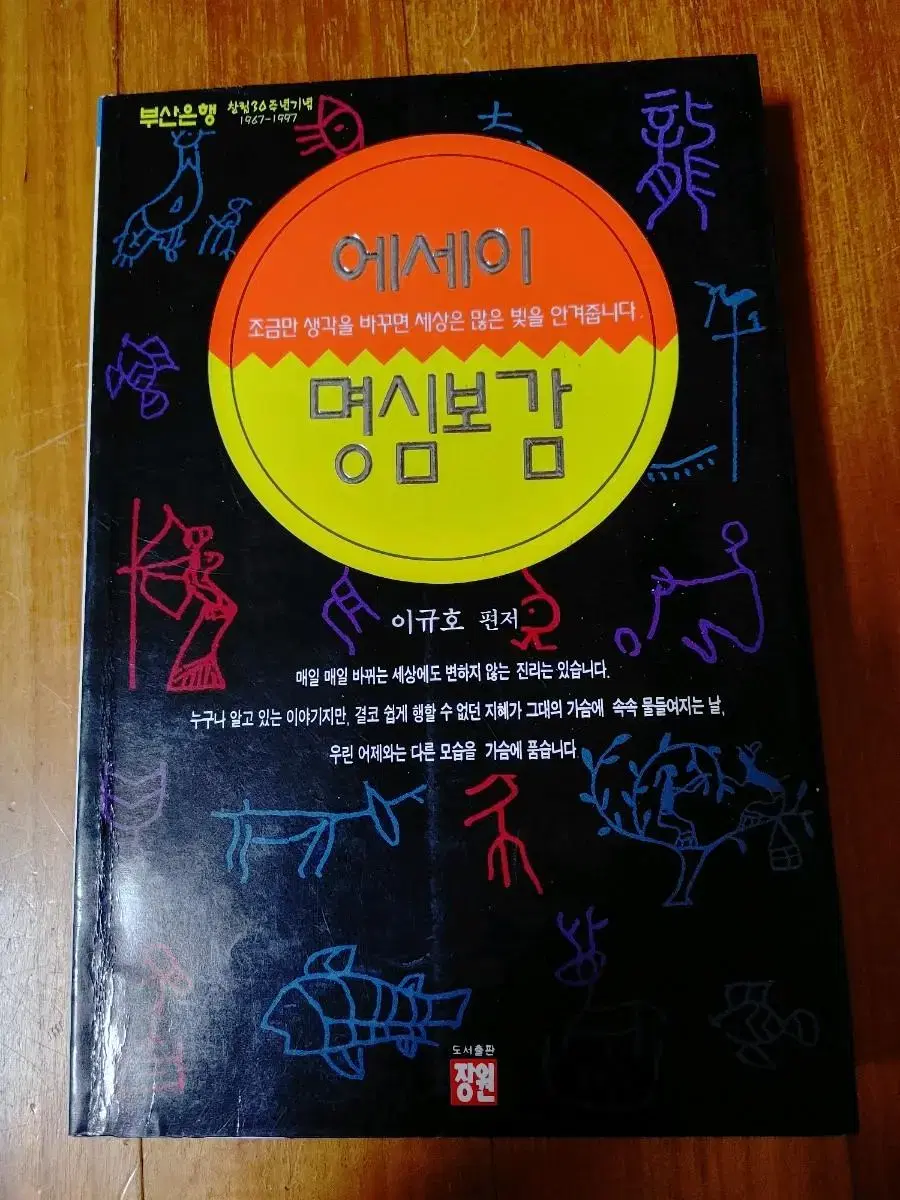 부산은행 창립30주년기념
1967-1997
에세이
조금만 생각을 바꾸면 세상은 많은 빛을 안겨줍니다
명심보감
이규호 편저
매일 매일 바뀌는 세상에도 변하지 않는 진리는 있습니다.
누구나 알고 있는 이야기지만, 결코 쉽게 행할 수 없던 지혜가 그대의 가슴에 속속 물들여지는 날,
우린 어제와는 다른 모습을 가슴에 품습니다.
도서출판
장원